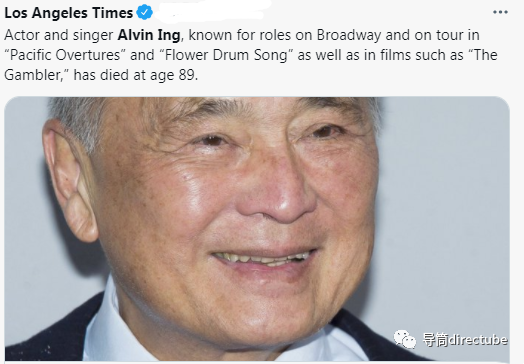 Los Angeles Times
Actor and singer Alvin Ing, known for roles on Broadway and on tour in
“Pacific Overtures” and “Flower Drum Song” as well as in films such as “The
Gambler,” has died at age 89.
导筒directube